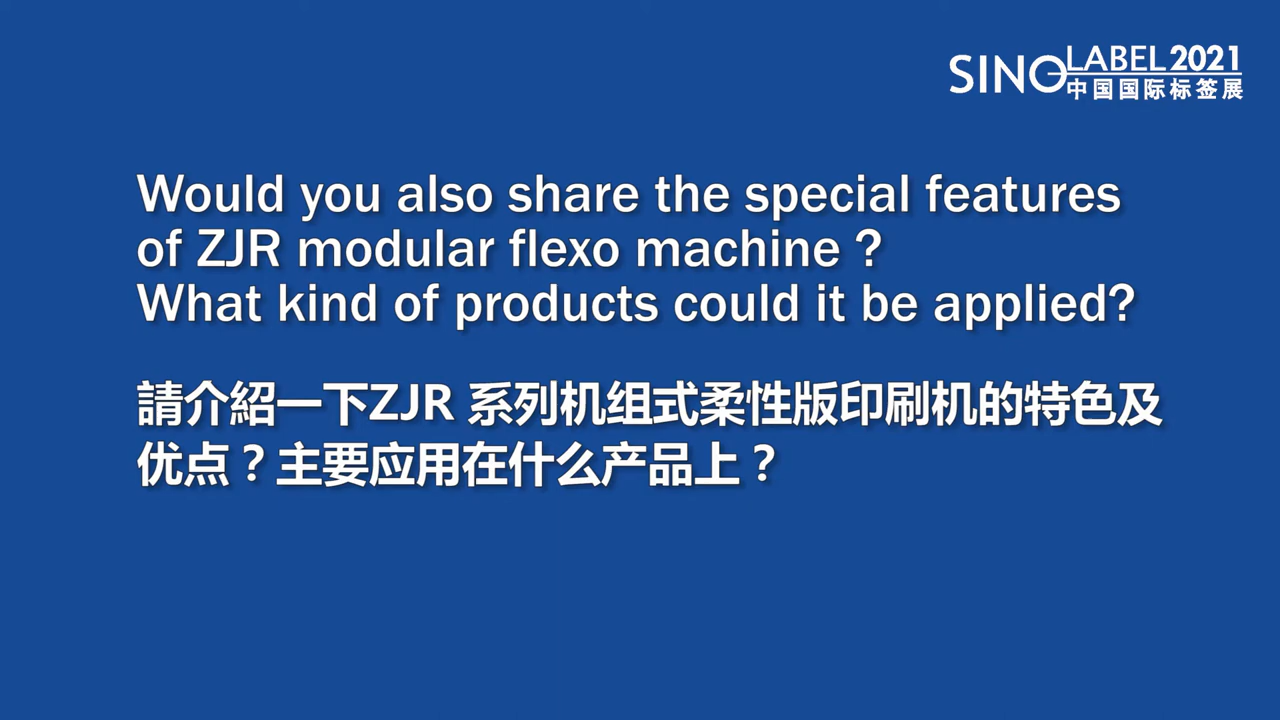 SINO LABEL 2021
中国国际标签展
Would you also share the special features
of ZJR modular flexo machine ?
What kind of products could it be applied?
請介紹一下ZJR 系列机组式柔性版印刷机的特色及
优点？主要应用在什么产品上？